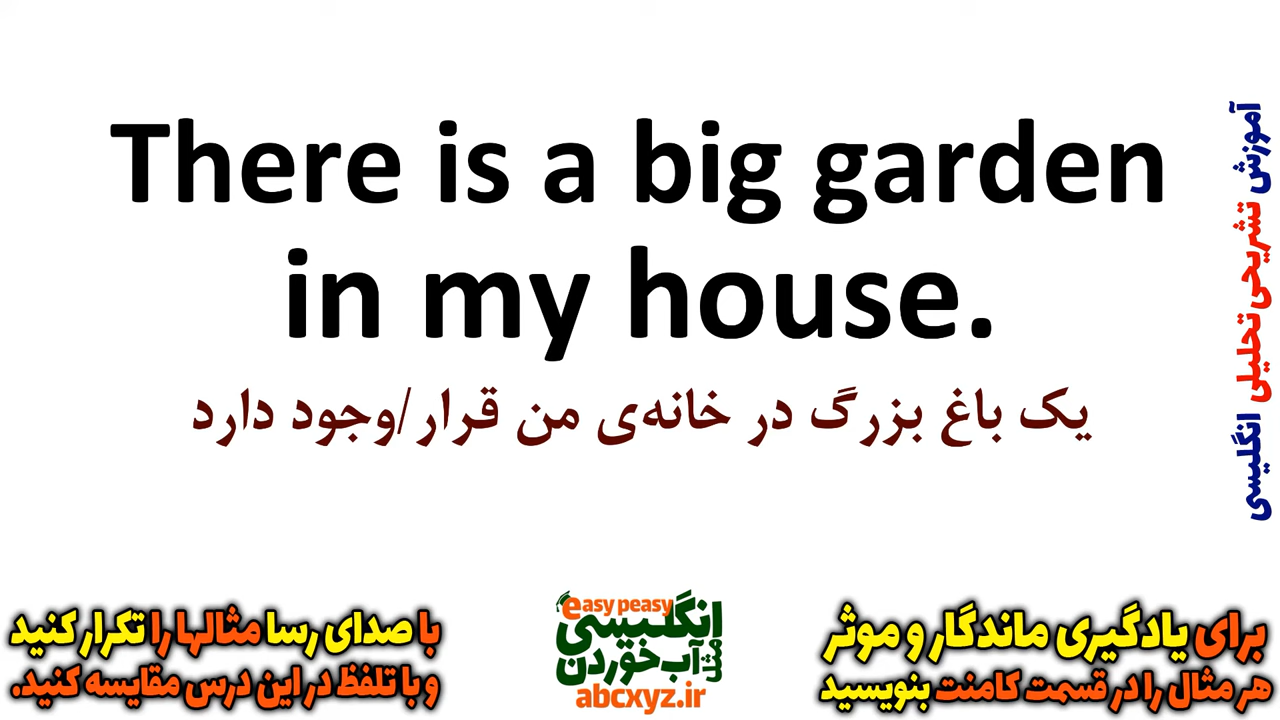 There is a big garden
in my house.
یک باغ بزرگ در خانه‌ی من قرار/وجود دارد
آموزش تشریحی تحلیلی انگلیسی
برای یادگیری ماندگار و موثر
هر مثال را در قسمت کامنت بنویسید
easy peasy
انگلیسی
مثل آب خوردن
abcxyz.ir
با صدای رسا مثالها را تکرار کنید
و با تلفظ در این درس مقایسه کنید.